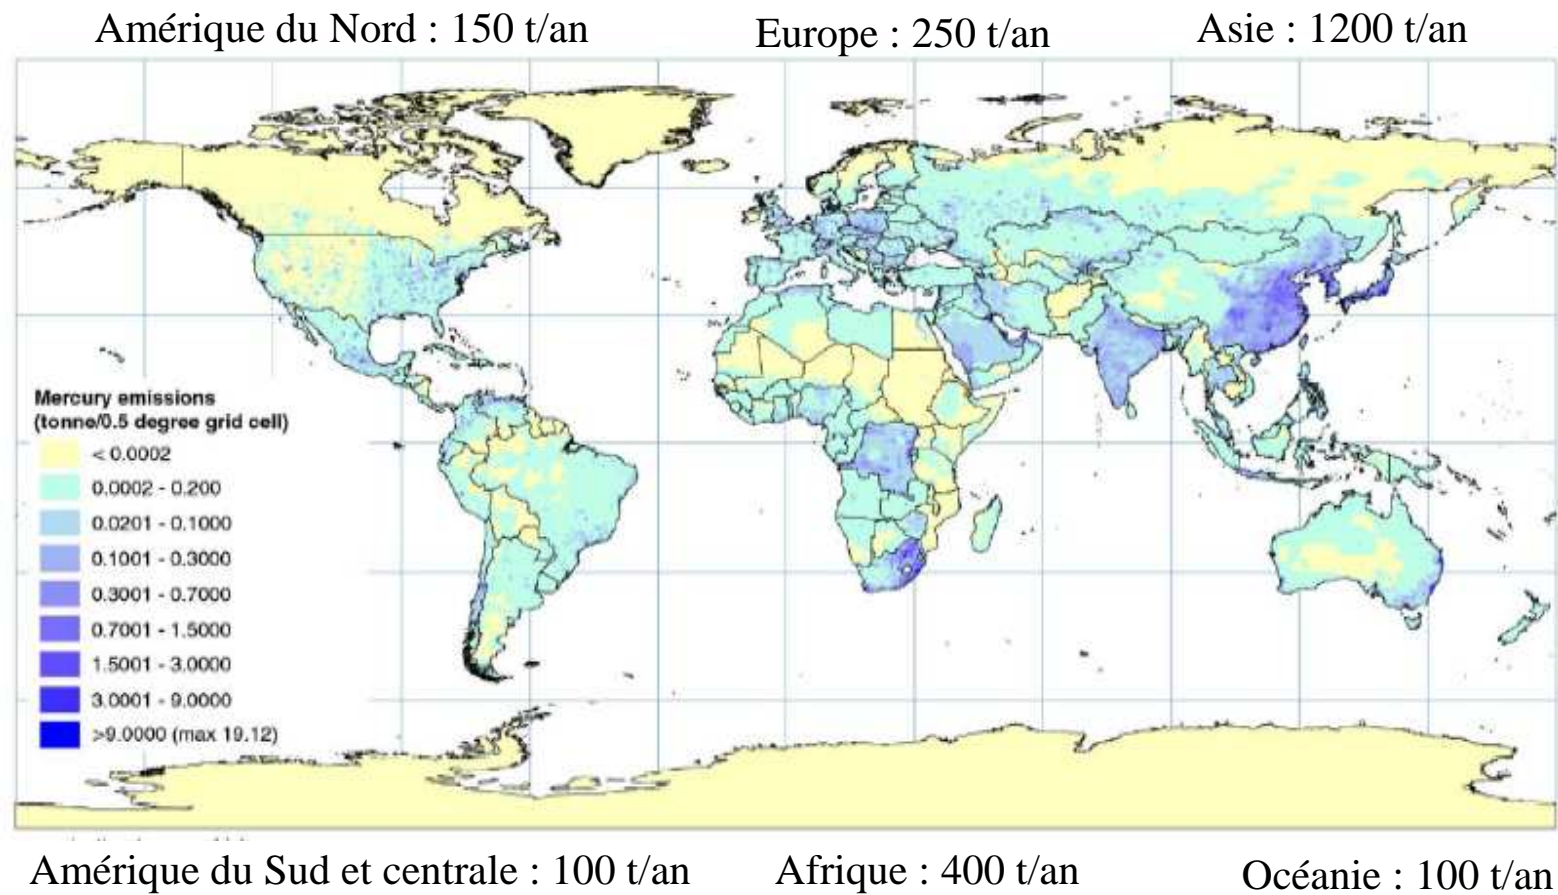 Amérique du Nord : 150 t/an
Europe : 250 t/an
Asie : 1200 t/an
Mercury emissions
(tonne/0.5 degree grid cell)
< 0.0002
0.0002 - 0.200
0.0201 - 0.1000
0.1001 - 0.3000
0.3001 - 0.7000
0.7001 - 1.5000
1.5001 - 3.0000
3.0001 - 9.0000
>9.0000 (max 19.12)
Amérique du Sud et centrale : 100 t/an
Afrique : 400 t/an
Océanie : 100 t/an